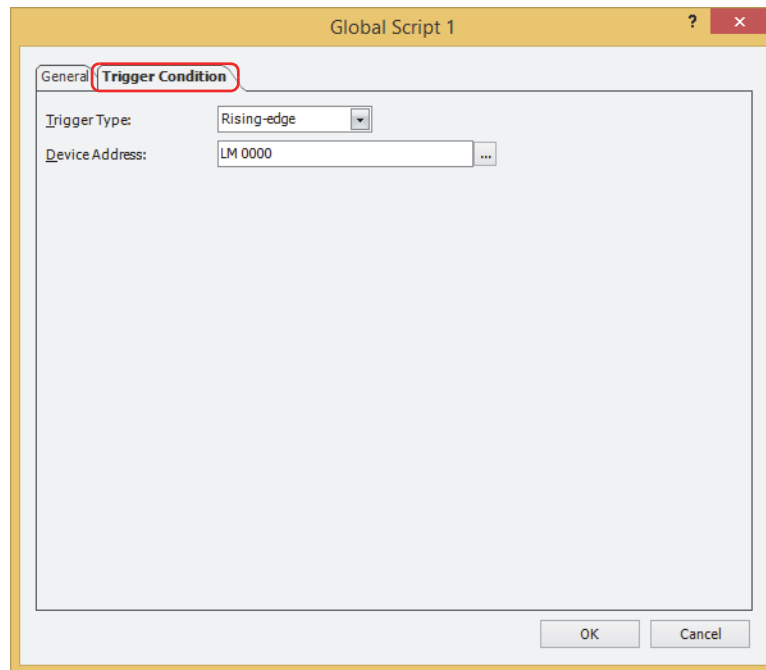 Global Script 1
?
General Trigger Condition
Trigger Type: Rising-edge
Device Address: LM 0000 ...
OK Cancel